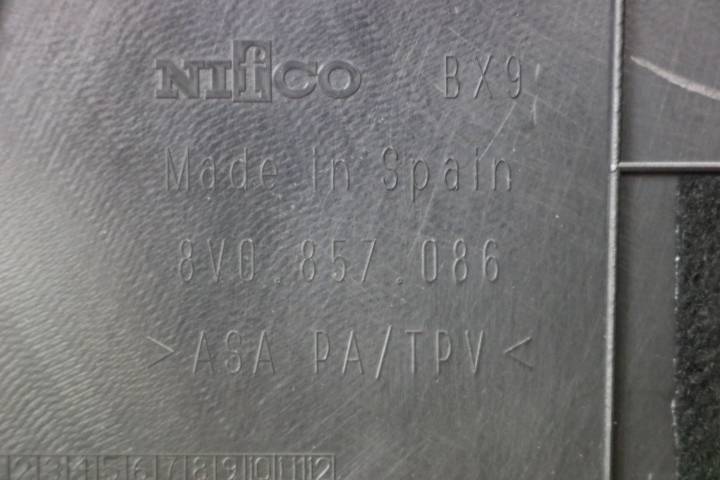 NIfCO BX9
Made in Spain
8V0.857.086
>ASA PA/TPV<
1 2 3 4 5 6 7 8 9 10 11 12